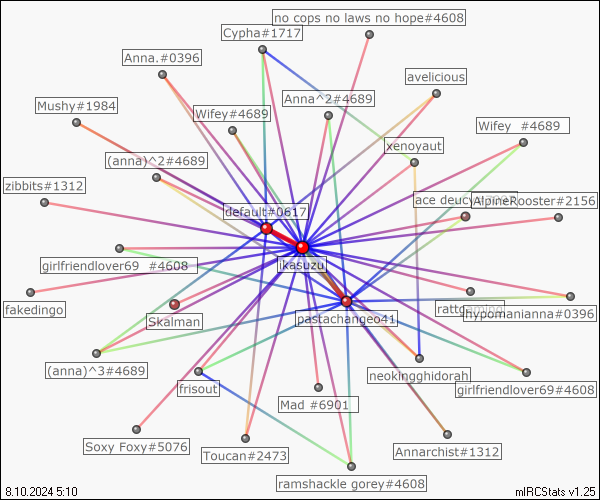 no cops no laws no hope#4608
Cypha#1717
Anna.#0396
avelicious
Mushy#1984
Anna^2#4689
Wifey#4689
Wifey #4689
xenoyaut
(anna)^2#4689
zibbits#1312
ace deucy
AlpineRooster#2156
default#0617
girlfriendlover69 #4608
likasuzu
fakedingo
Skalman
pastachangeo41
hypomanianna#0396
(anna)^3#4689
frisout
neokingghidorah
girlfriendlover69#4608
Mad #6901
Soxy Foxy#5076
Toucan#2473
Annarchist#1312
ramshackle gorey#4608
8.10.2024 5:10
mIRCStats v1.25